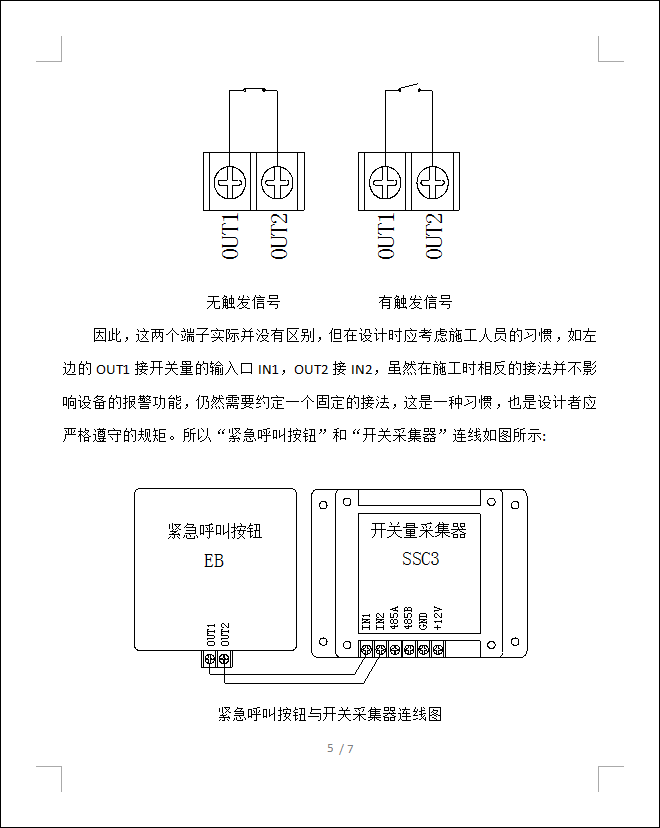 OUT1 OUT2 OUT1 OUT2
无触发信号 有触发信号
因此，这两个端子实际并没有区别，但在设计时应考虑施工人员的习惯，如左
边的 OUT1 接开关量的输入口 IN1，OUT2 接 IN2，虽然在施工时相反的接法并不影
响设备的报警功能，仍然需要约定一个固定的接法，这是一种习惯，也是设计者应
严格遵守的规矩。所以“紧急呼叫按钮”和“开关采集器”连线如图所示:
紧急呼叫按钮
EB
OUT1
OUT2
开关量采集器
SSC3
IN1
IN2
485A
485B
GND
+12V
紧急呼叫按钮与开关采集器连线图
5 / 7